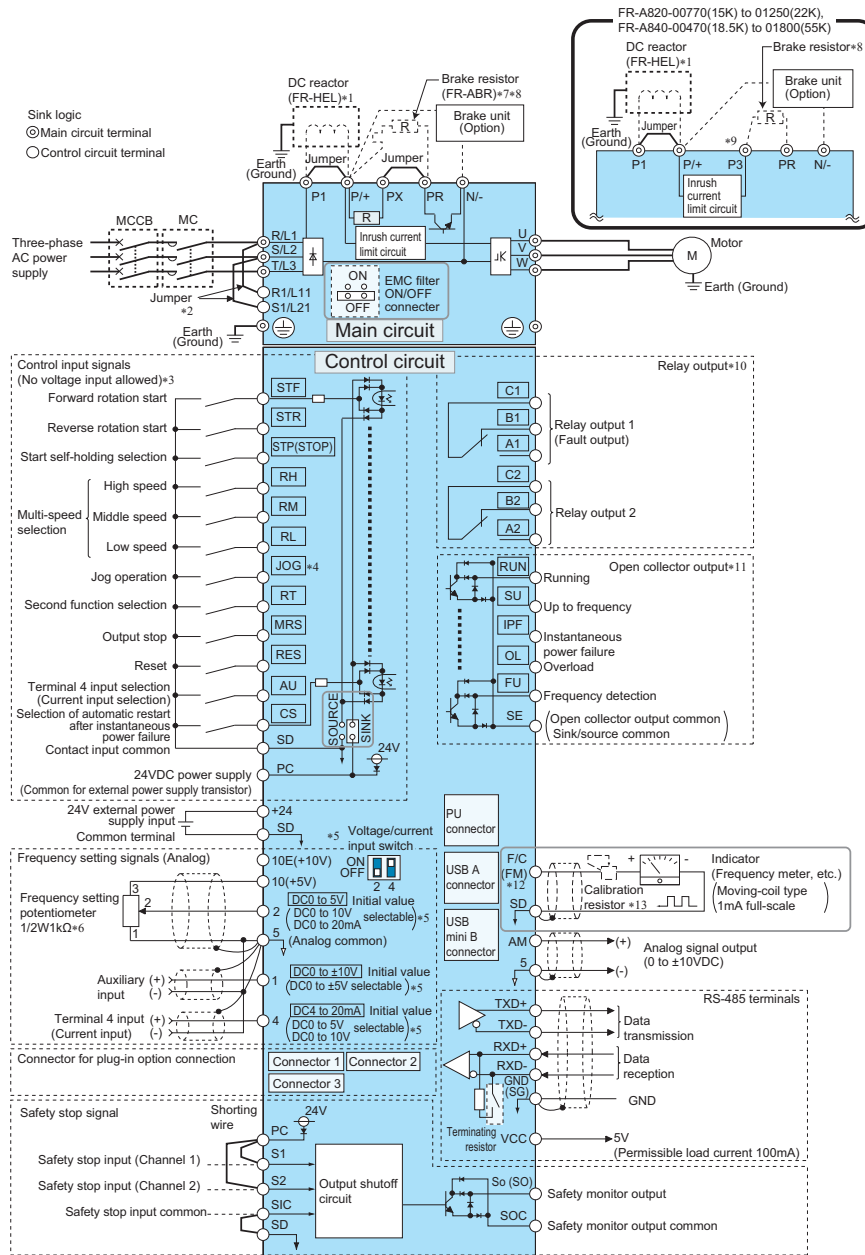 FR-A820-00770(15K) to 01250(22K),
FR-A840-00470(18.5K) to 01800(55K)
DC reactor
(FR-HEL)*1
Brake resistor*8
Brake unit
(Option)
R
Earth
(Ground)
Jumper
*9
P1
P/+
P3
PR
N/-
Inrush
current
limit circuit
Sink logic
Main circuit terminal
Control circuit terminal
DC reactor
(FR-HEL)*1
Brake resistor
(FR-ABR)*7*8
Brake unit
(Option)
R
Earth
(Ground)
Jumper
Jumper
P1
P/+
PX
PR
N/-
R
Inrush current
limit circuit
MCCB
MC
Three-phase
AC power
supply
R/L1
S/L2
T/L3
R1/L11
S1/L21
Jumper
*2
Earth
(Ground)
ON
OFF
EMC filter
ON/OFF
connecter
U
V
W
Motor
M
Earth (Ground)
Main circuit
Control circuit
Control input signals
(No voltage input allowed)*3
Forward rotation start
STF
Reverse rotation start
STR
Start self-holding selection
STP(STOP)
Multi-speed
selection
High speed
RH
Middle speed
RM
Low speed
RL
Jog operation
JOG *4
Second function selection
RT
Output stop
MRS
Reset
RES
Terminal 4 input selection
(Current input selection)
AU
Selection of automatic restart
after instantaneous
power failure
CS
Contact input common
SD
SOURCE
SINK
24V
24VDC power supply
(Common for external power supply transistor)
PC
Relay output*10
C1
B1
A1
Relay output 1
(Fault output)
C2
B2
A2
Relay output 2
Open collector output*11
RUN
Running
SU
Up to frequency
IPF
Instantaneous
power failure
OL
Overload
FU
Frequency detection
SE
Open collector output common
Sink/source common
24V external power
supply input
Common terminal
+24
SD
*5 Voltage/current
input switch
ON
OFF
2 4
PU
connector
USB A
connector
USB
mini B
connector
Frequency setting signals (Analog)
10E(+10V)
10(+5V)
Frequency setting
potentiometer
1/2W1kΩ*6
3
2
1
2
DC0 to 5V Initial value
DC0 to 10V
DC0 to 20mA
selectable *5
5
(Analog common)
Auxiliary
input
(+)
(-)
1
DC0 to ±10V Initial value
(DC0 to ±5V selectable) *5
Terminal 4 input
(Current input)
(+)
(-)
4
DC4 to 20mA Initial value
DC0 to 5V
DC0 to 10V
selectable *5
F/C
(FM)
*12
SD
Calibration
resistor *13
+
-
Indicator
(Frequency meter, etc.)
Moving-coil type
1mA full-scale
AM
5
(+)
(-)
Analog signal output
(0 to ±10VDC)
Connector for plug-in option connection
Connector 1
Connector 2
Connector 3
RS-485 terminals
TXD+
TXD-
Data
transmission
RXD+
RXD-
Data
reception
GND
(SG)
GND
Terminating
resistor
VCC
5V
(Permissible load current 100mA)
Safety stop signal
Shorting
wire
24V
PC
Safety stop input (Channel 1)
S1
Safety stop input (Channel 2)
S2
Safety stop input common
SIC
SD
Output shutoff
circuit
So (SO)
Safety monitor output
SOC
Safety monitor output common